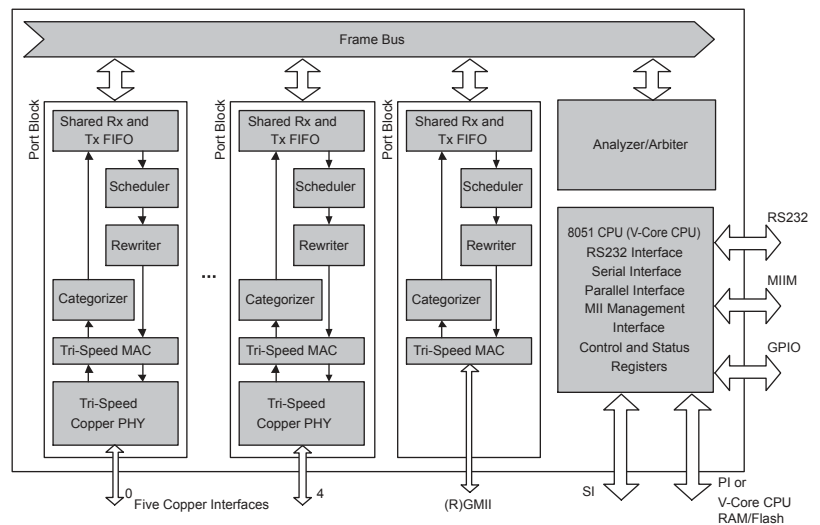 Frame Bus
Port Block
Shared Rx and
Tx FIFO
Scheduler
Rewriter
Categorizer
Tri-Speed MAC
Tri-Speed
Copper PHY
0
...
Port Block
Shared Rx and
Tx FIFO
Scheduler
Rewriter
Categorizer
Tri-Speed MAC
Tri-Speed
Copper PHY
4
Five Copper Interfaces
Port Block
Shared Rx and
Tx FIFO
Scheduler
Rewriter
Categorizer
Tri-Speed MAC
(R)GMII
Analyzer/Arbiter
8051 CPU (V-Core CPU)
RS232 Interface
Serial Interface
Parallel Interface
MII Management
Interface
Control and Status
Registers
RS232
MIIM
GPIO
SI
PI or
V-Core CPU
RAM/Flash